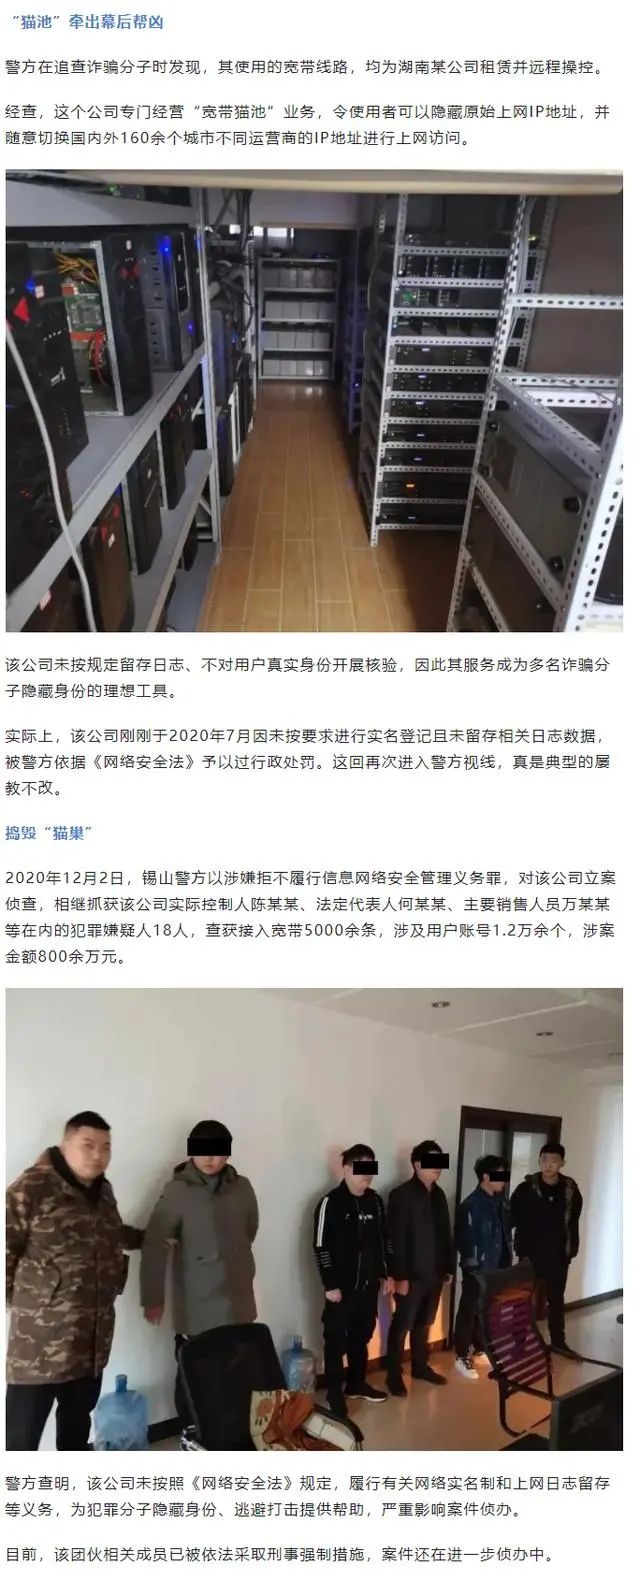 “猫池”牵出幕后帮凶
警方在追查诈骗分子时发现，其使用的宽带线路，均为湖南某公司租赁并远程操控。
经查，这个公司专门经营“宽带猫池”业务，令使用者可以隐藏原始上网IP地址，并
随意切换国内外160余个城市不同运营商的IP地址进行上网访问。
该公司未按规定留存日志、不对用户真实身份开展核验，因此其服务成为多名诈骗分
子隐藏身份的理想工具。
实际上，该公司刚刚于2020年7月因未按要求进行实名登记且未留存相关日志数据，
被警方依据《网络安全法》予以过行政处罚。这回再次进入警方视线，真是典型的屡
教不改。
捣毁“猫巢”
2020年12月2日，锡山警方以涉嫌拒不履行信息网络安全管理义务罪，对该公司立案
侦查，相继抓获该公司实际控制人陈某某、法定代表人何某某、主要销售人员万某某
等在内的犯罪嫌疑人18人，查获接入宽带5000余条，涉及用户账号1.2万余个，涉案
金额800余万元。
警方查明，该公司未按照《网络安全法》规定，履行有关网络实名制和上网日志留存
等义务，为犯罪分子隐藏身份、逃避打击提供帮助，严重影响案件侦办。
目前，该团伙相关成员已被依法采取刑事强制措施，案件还在进一步侦办中。